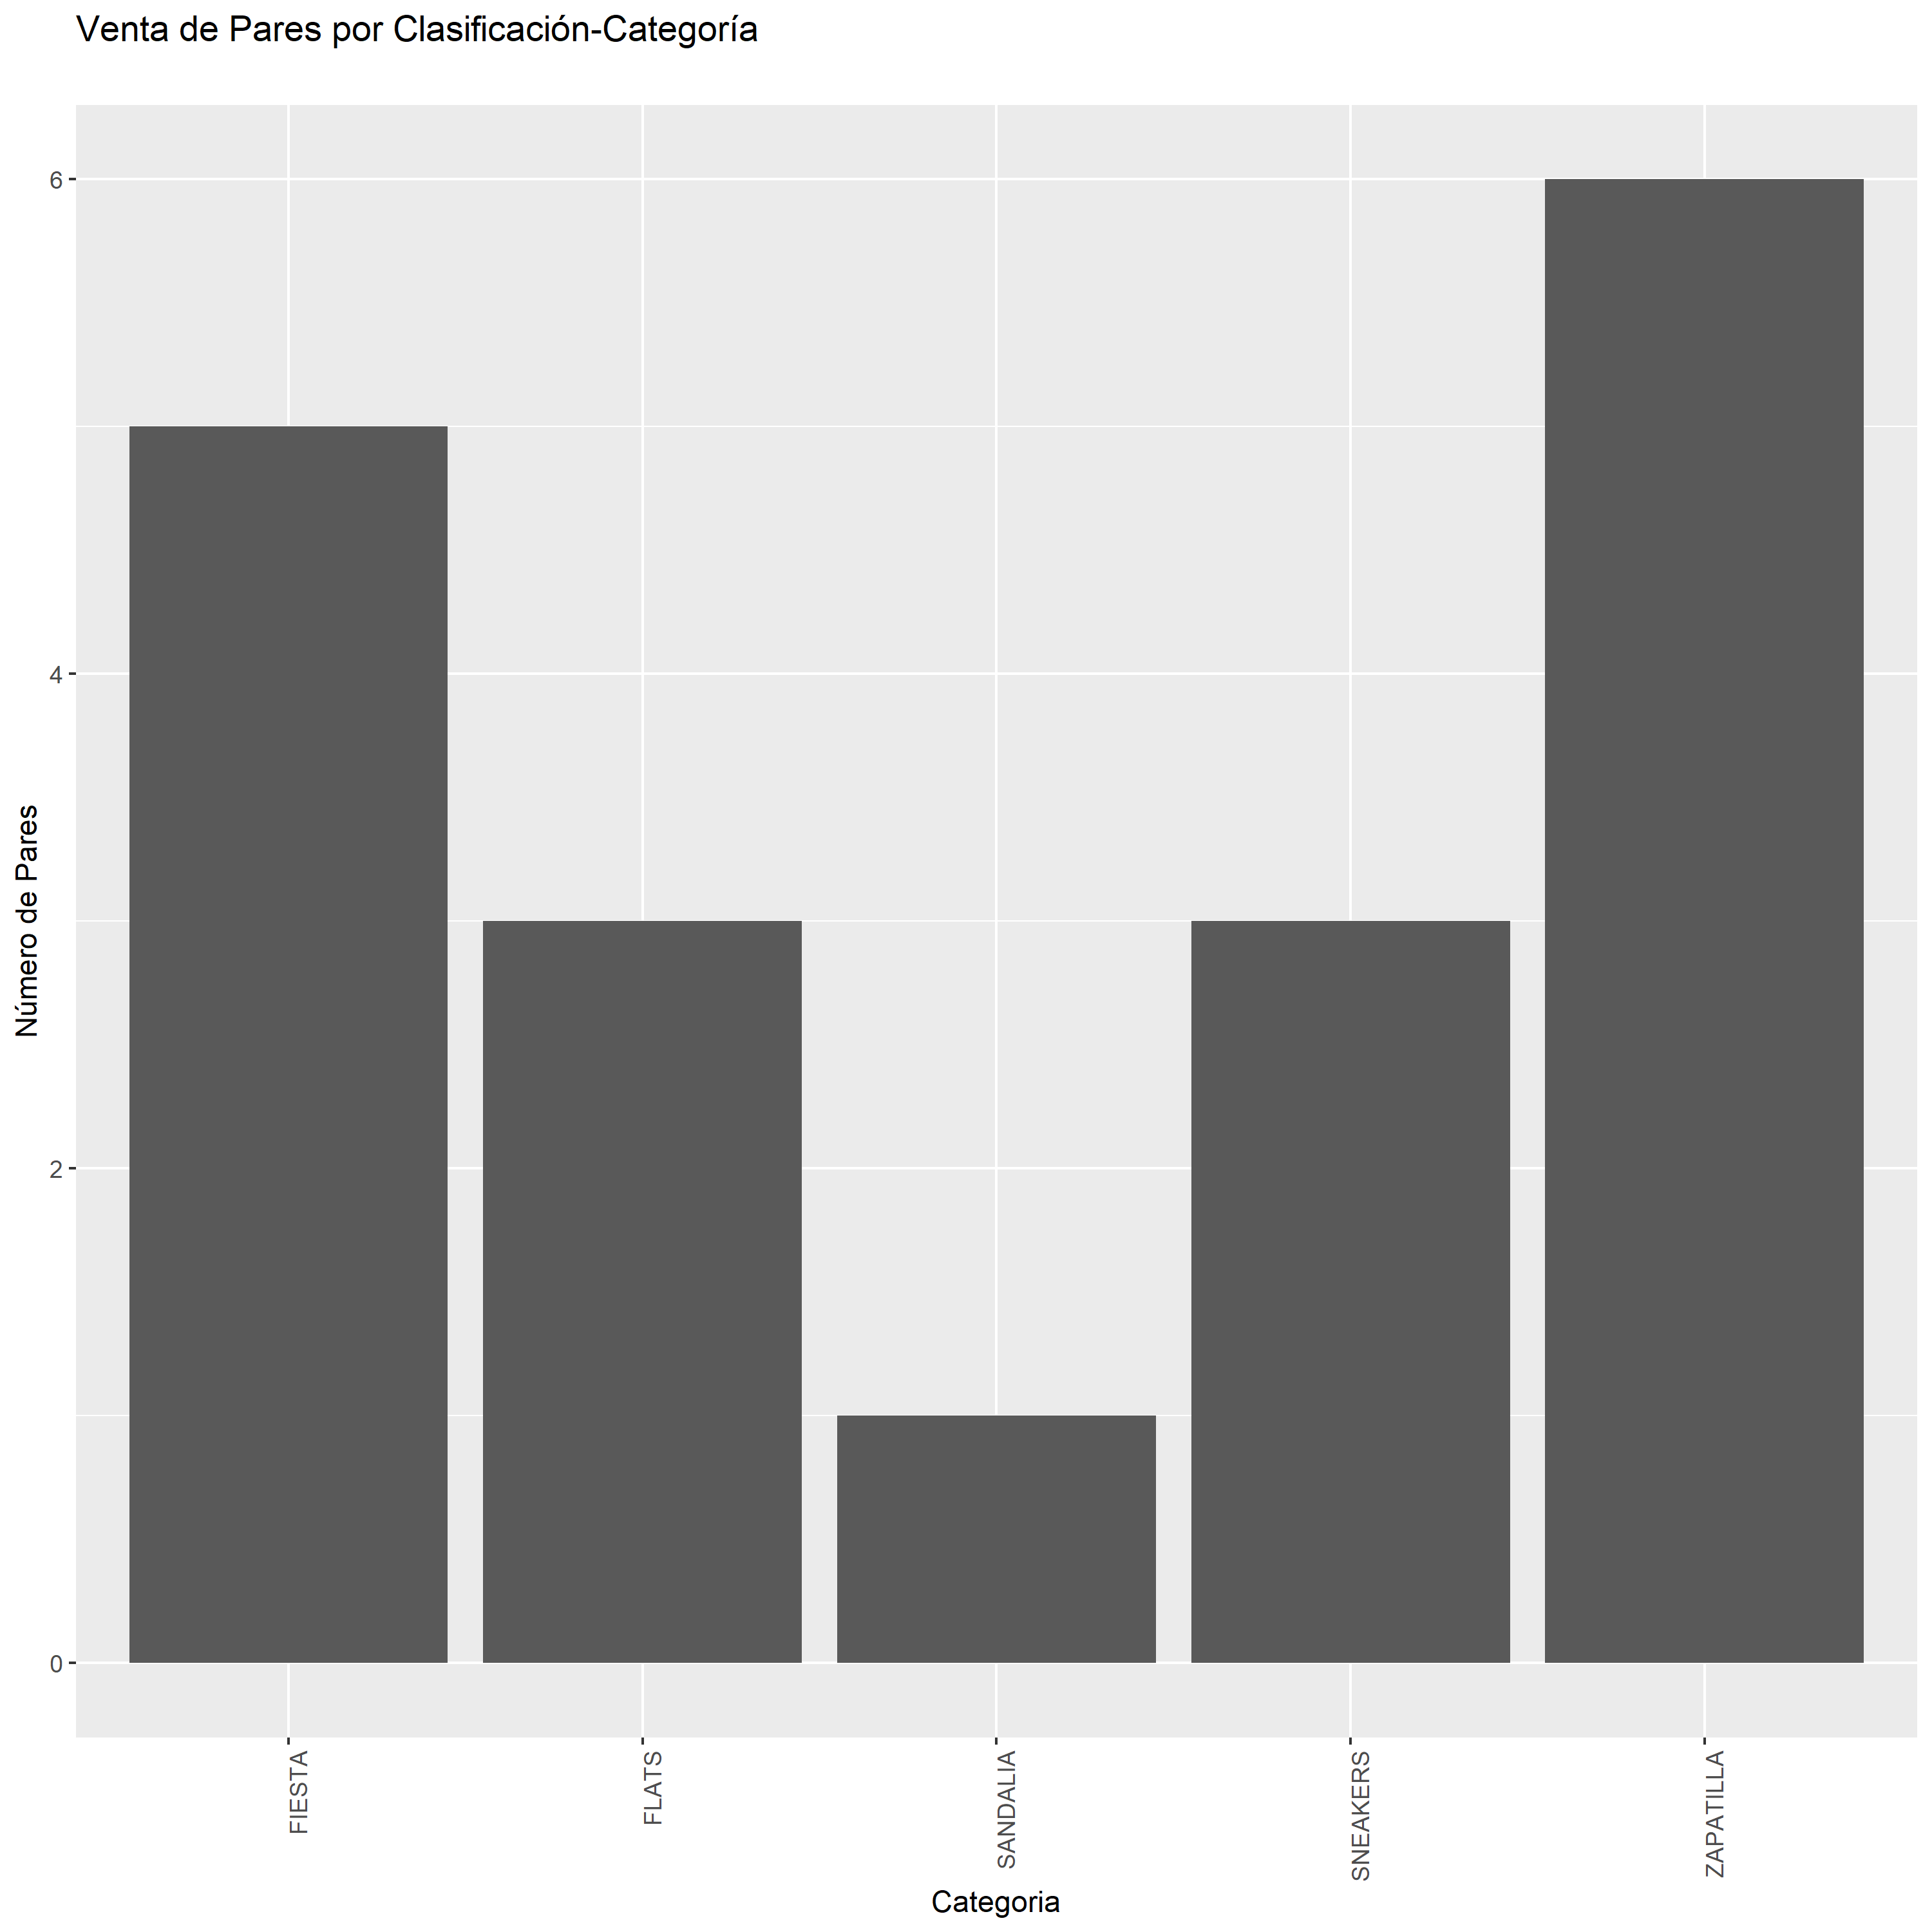 Venta de Pares por Clasificación-Categoría
Número de Pares
6
4
2
0
FIESTA
FLATS
SANDALIA
SNEAKERS
ZAPATILLA
Categoria